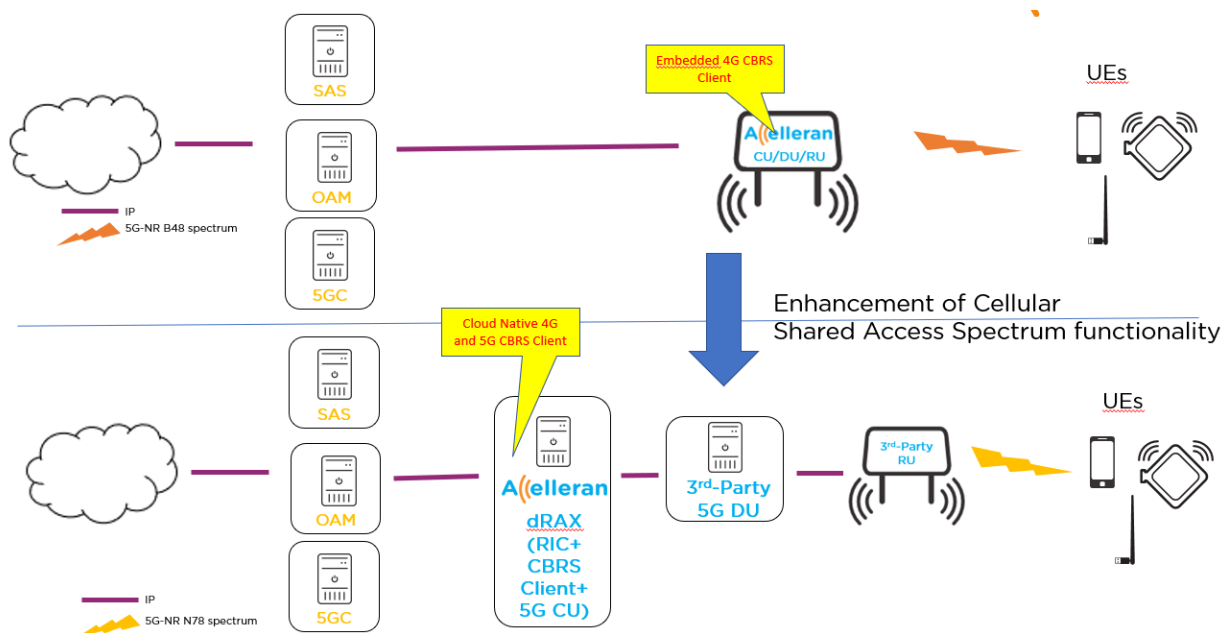 SAS
Embedded 4G CBRS
Client
UEs
Accelleran
CU/DU/RU
OAM
IP
5G-NR B48 spectrum
5GC
Enhancement of Cellular
Shared Access Spectrum functionality
Cloud Native 4G
and 5G CBRS Client
SAS
UEs
3rd-Party
RU
Accelleran
3rd-Party
5G DU
OAM
dRAX
(RIC+
CBRS
Client+
5G CU)
IP
5G-NR N78 spectrum
5GC